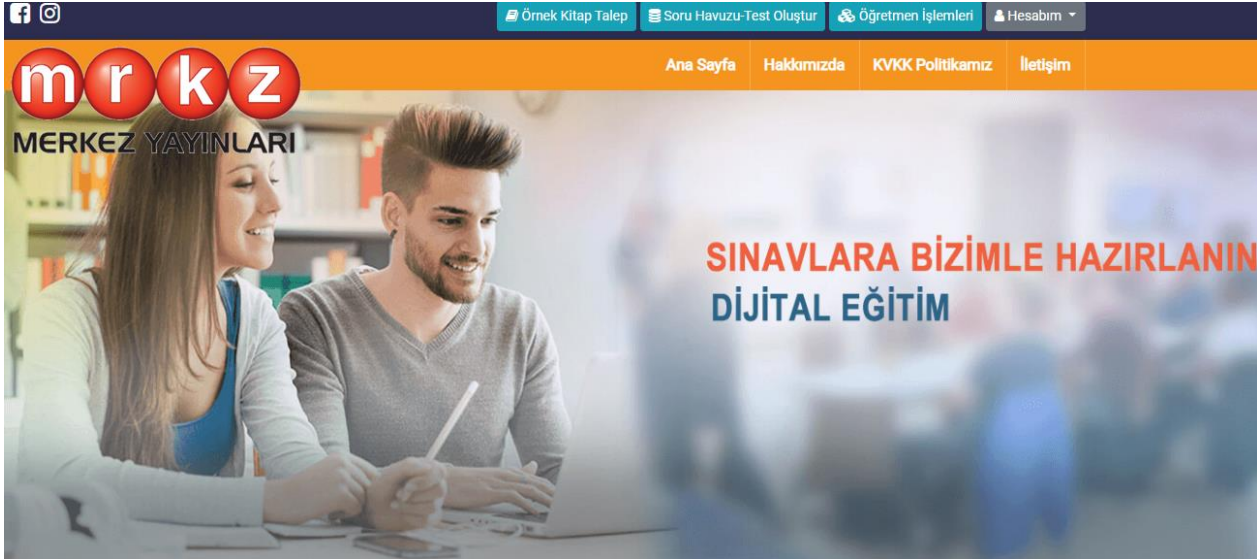 Örnek Kitap Talep Soru Havuzu-Test Oluştur Öğretmen İşlemleri Hesabım
mrkz
MERKEZ YAYINLARI
Ana Sayfa Hakkımızda KVKK Politikamız İletişim
SINAVLARA BİZİMLE HAZIRLANIN
DİJİTAL EĞİTİM